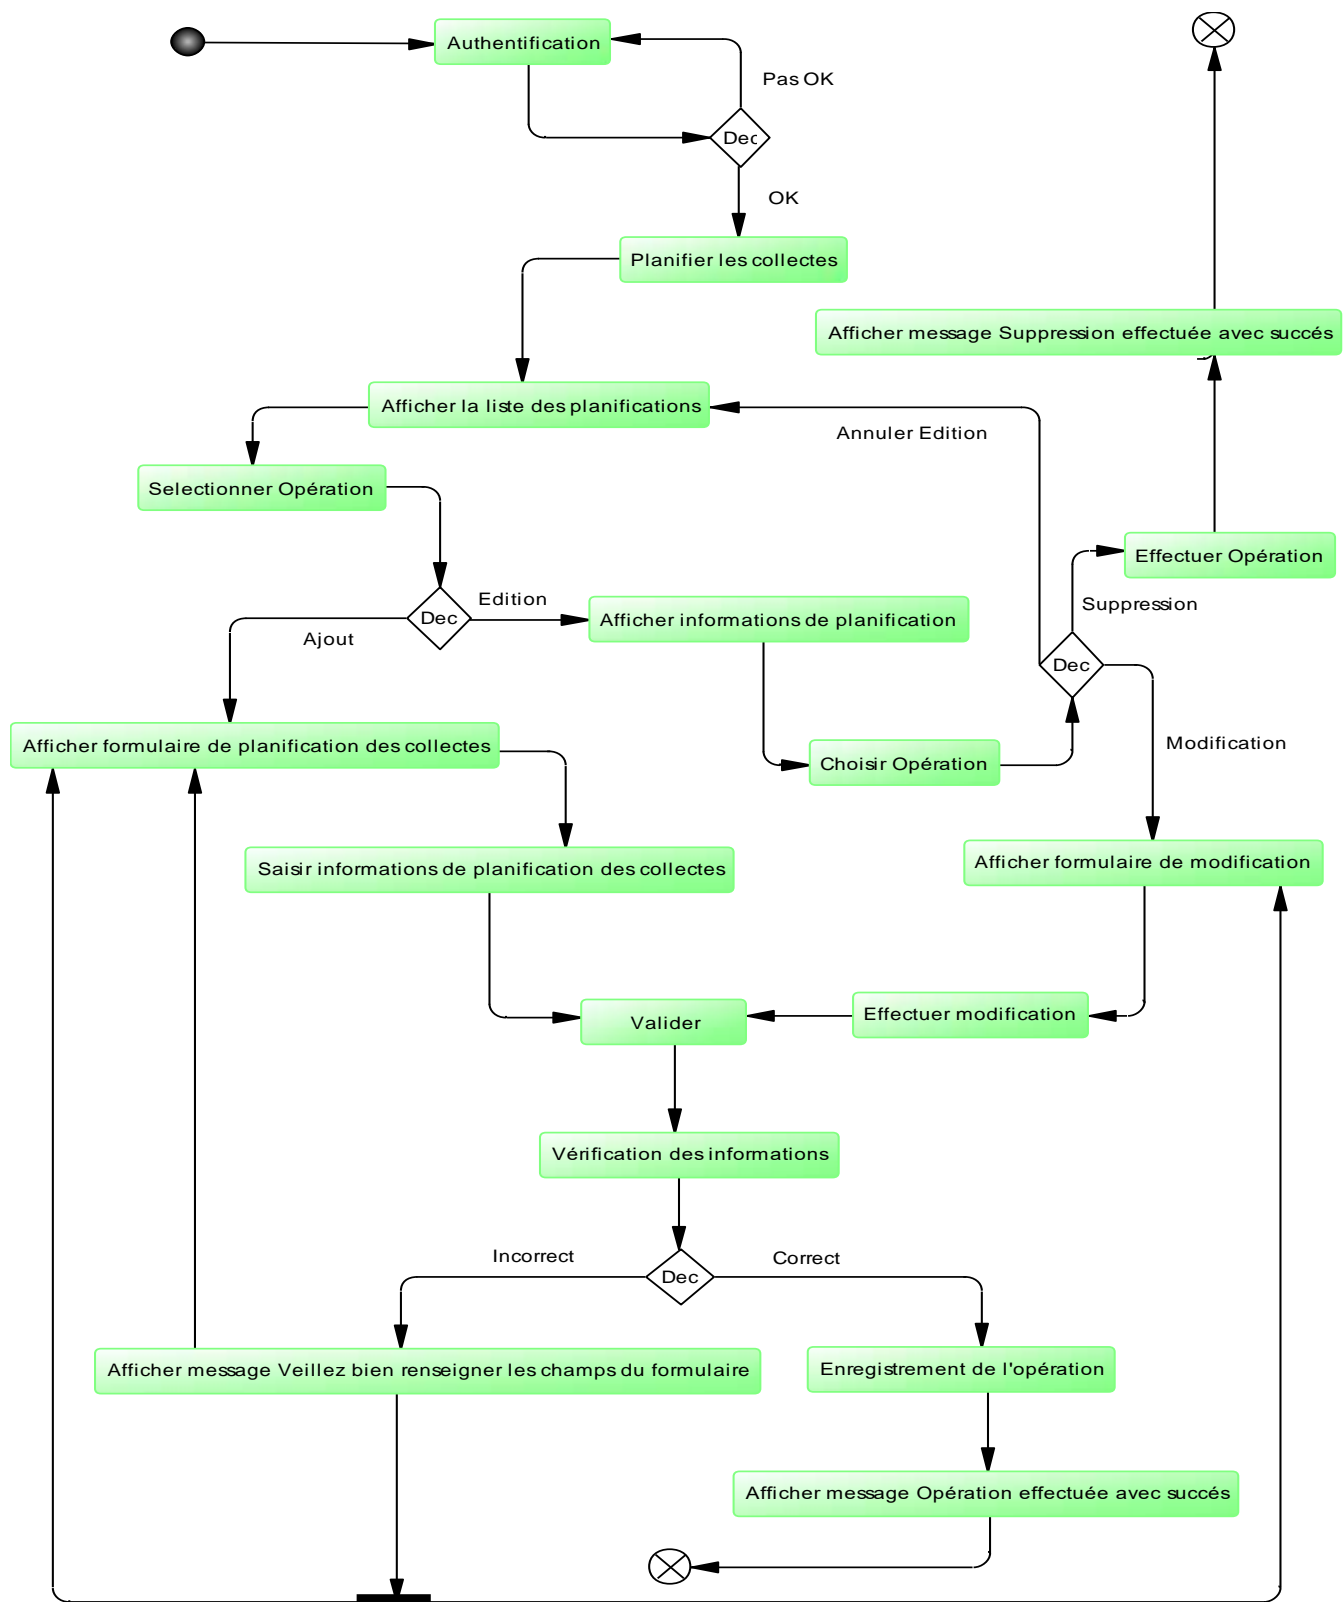 Authentification
Pas OK
Dec
OK
Planifier les collectes
Afficher message Suppression effectuée avec succés
Afficher la liste des planifications
Annuler Edition
Selectionner Opération
Effectuer Opération
Edition
Suppression
Dec
Afficher informations de planification
Ajout
Dec
Afficher formulaire de planification des collectes
Modification
Choisir Opération
Saisir informations de planification des collectes
Afficher formulaire de modification
Valider
Effectuer modification
Vérification des informations
Incorrect
Correct
Dec
Afficher message Veillez bien renseigner les champs du formulaire
Enregistrement de l'opération
Afficher message Opération effectuée avec succés